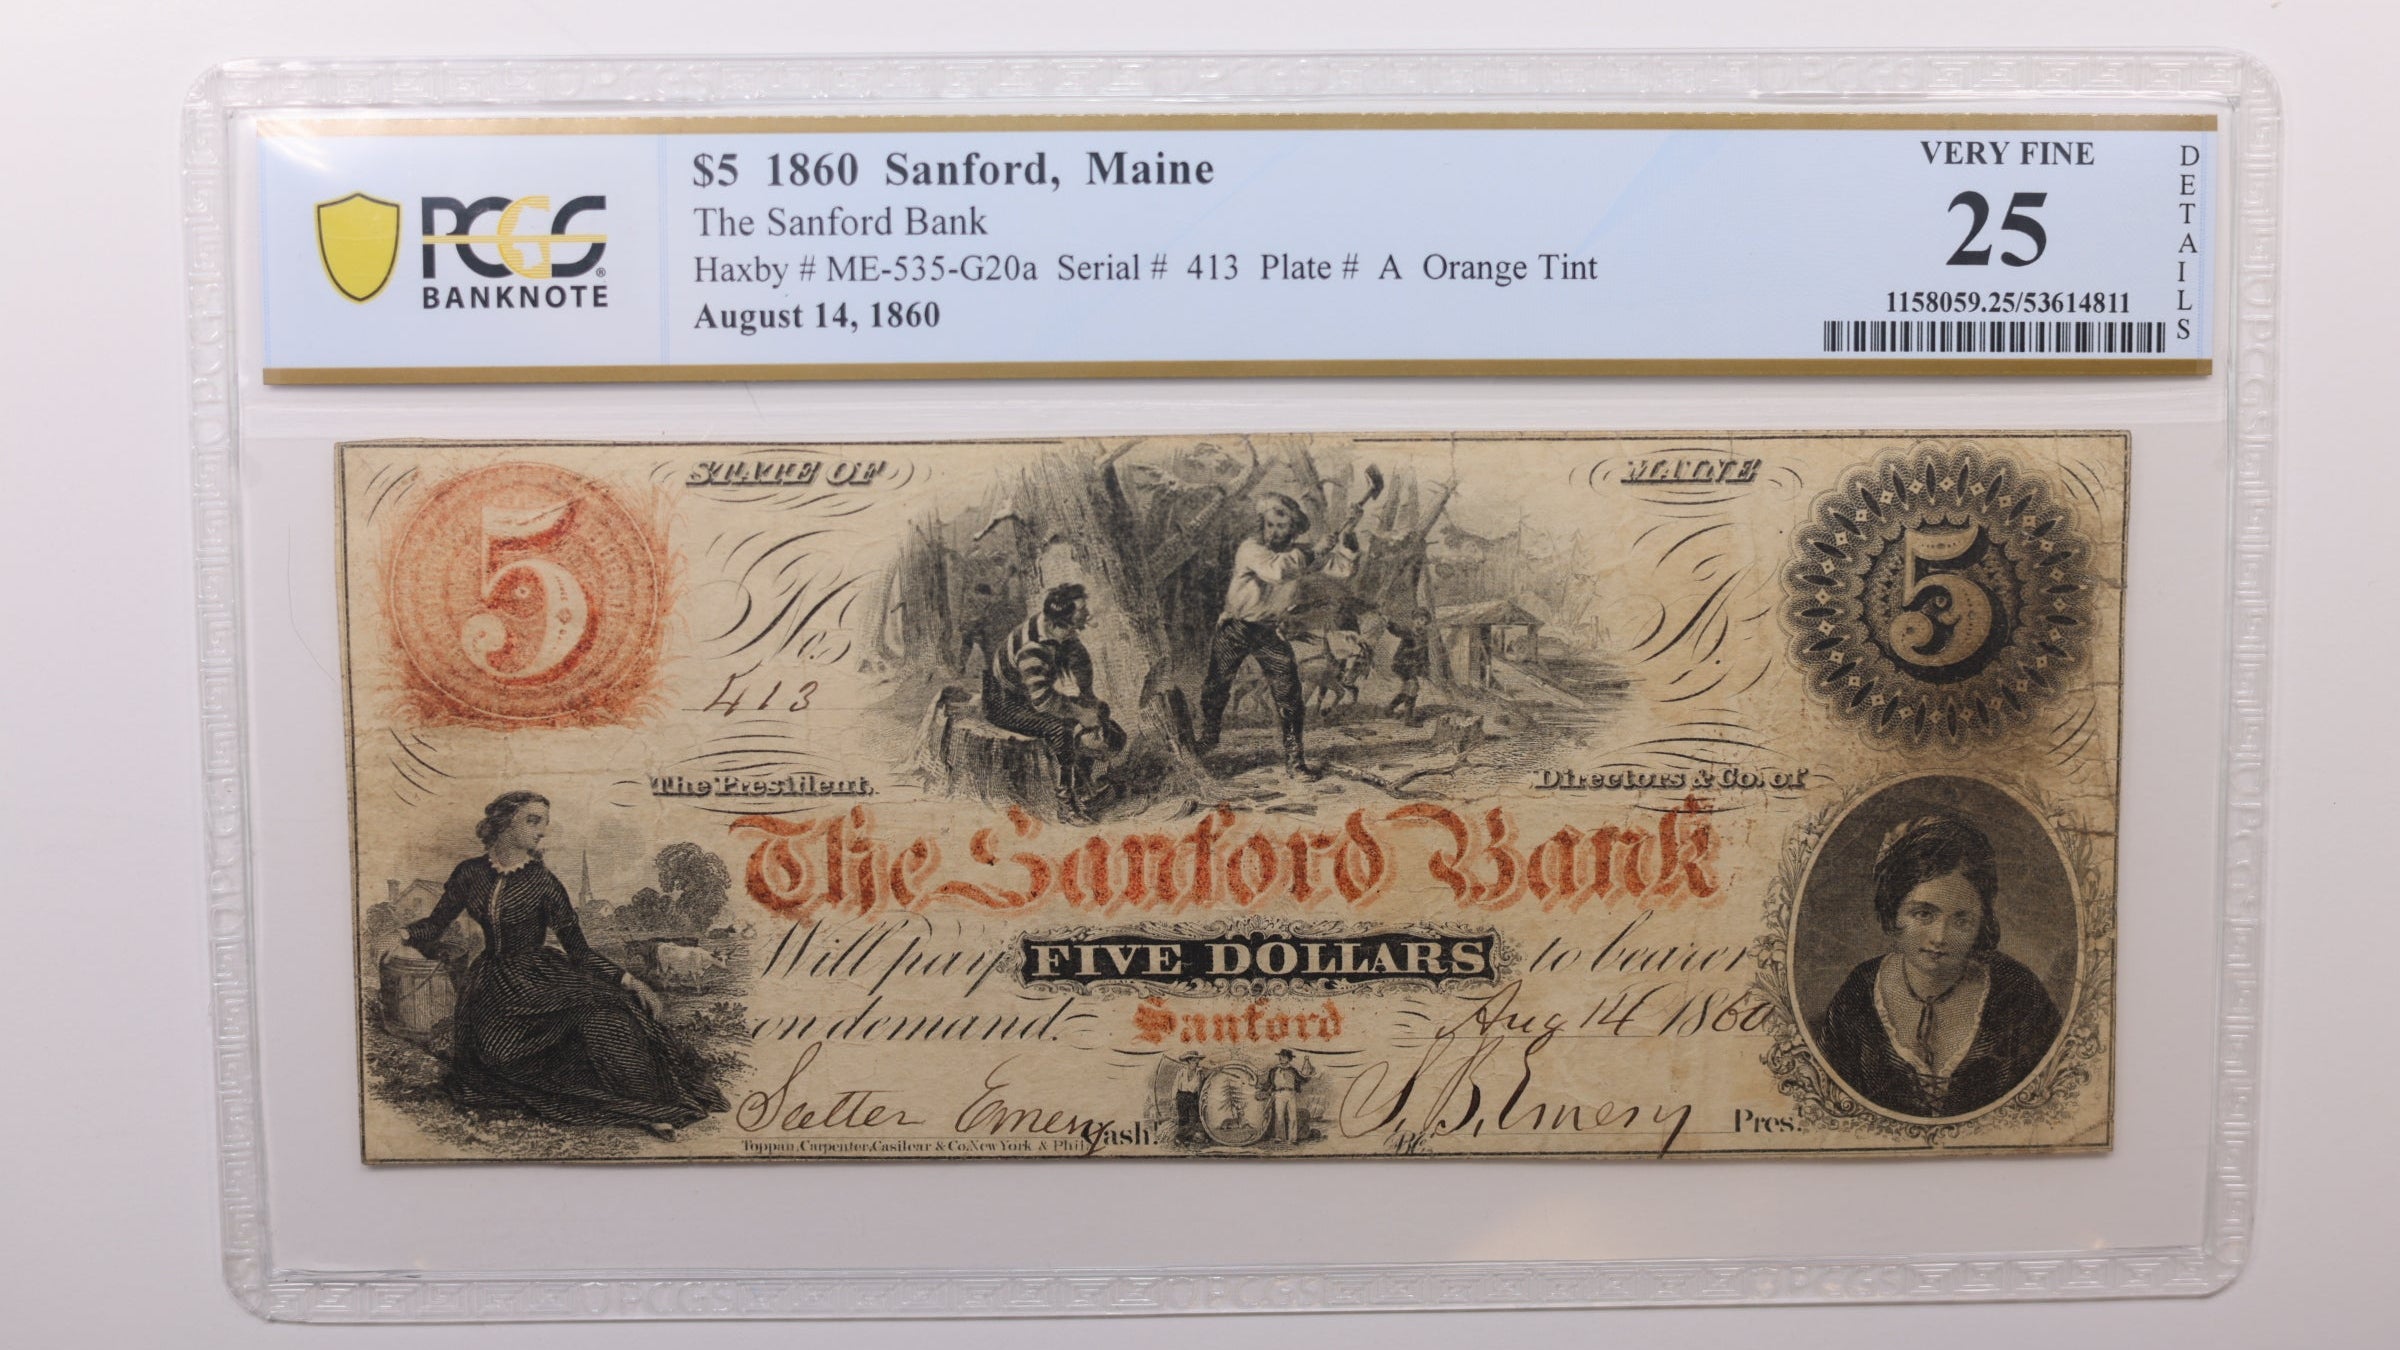 PCGS
BANKNOTE
$5 1860 Sanford, Maine
The Sanford Bank
Haxby # ME-535-G20a Serial # 413 Plate # A Orange Tint
August 14, 1860
VERY FINE
25
1158059.25/53614811
DETAILS
5
STATE OF
MAINE
5
No.
A.
413
The President,
Directors & Co. of
The Sanford Bank
Will pay FIVE DOLLARS to bearer
on demand. Sanford Aug 14 1860
Emery Cash.
S. B. Emery Pres.
Toppan, Carpenter, Casilear & Co. New York & Phil